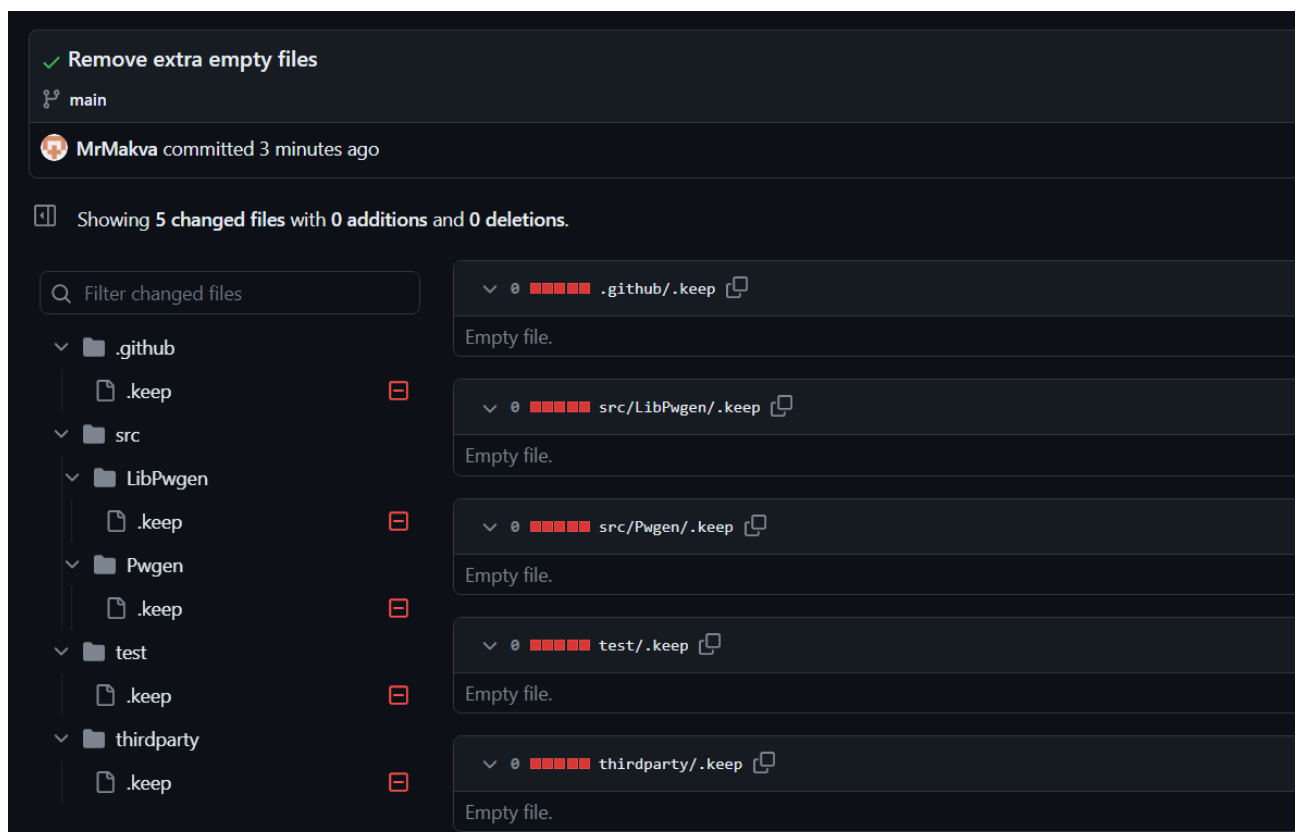 Remove extra empty files
main
MrMakva committed 3 minutes ago
Showing 5 changed files with 0 additions and 0 deletions.
Filter changed files
.github
.keep
src
LibPwgen
.keep
Pwgen
.keep
test
.keep
thirdparty
.keep
0 .github/.keep
Empty file.
0 src/LibPwgen/.keep
Empty file.
0 src/Pwgen/.keep
Empty file.
0 test/.keep
Empty file.
0 thirdparty/.keep
Empty file.